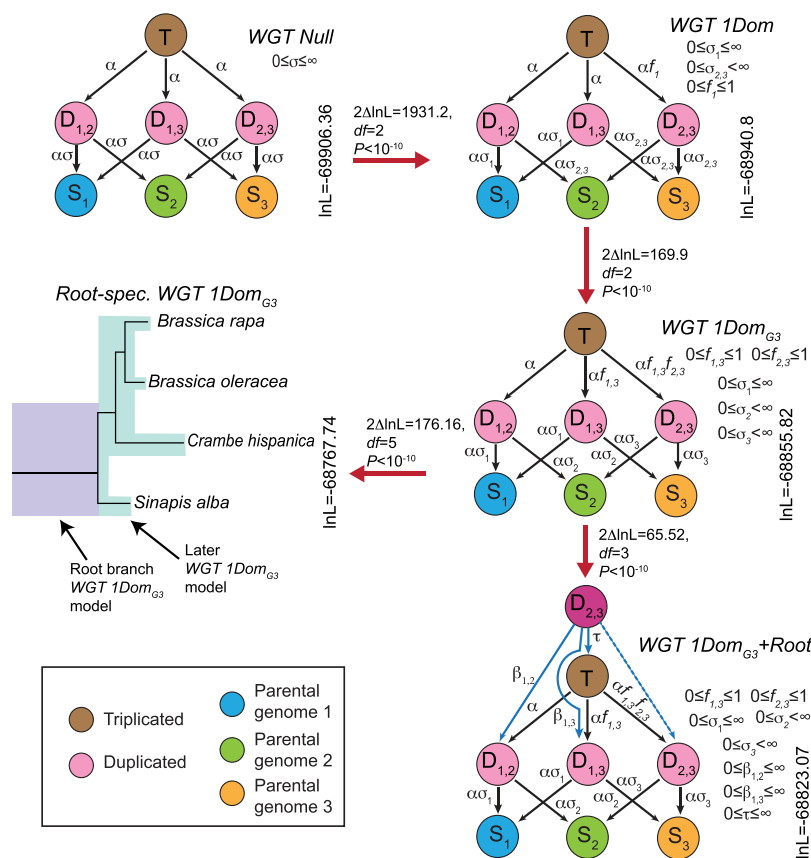 WGT Null
0≤σ≤∞
T
α
α
α
D1,2
D1,3
D2,3
ασ
ασ
ασ
ασ
ασ
ασ
S1
S2
S3
lnL=-69906.36
2ΔlnL=1931.2,
df=2
P<10-10
WGT 1Dom
0≤σ1≤∞
0≤σ2,3<∞
0≤f1≤1
T
α
α
αf1
D1,2
D1,3
D2,3
ασ1
ασ1
ασ2,3
ασ2,3
ασ2,3
ασ2,3
S1
S2
S3
lnL=-68940.8
2ΔlnL=169.9
df=2
P<10-10
WGT 1DomG3
0≤f1,3≤1 0≤f2,3≤1
0≤σ1≤∞
0≤σ2<∞
0≤σ3<∞
T
α
αf1,3
αf1,3f2,3
D1,2
D1,3
D2,3
ασ1
ασ1
ασ2
ασ2
ασ3
ασ3
S1
S2
S3
lnL=-68855.82
2ΔlnL=176.16,
df=5
P<10-10
Root-spec. WGT 1DomG3
Brassica rapa
Brassica oleracea
Crambe hispanica
Sinapis alba
lnL=-68767.74
Root branch
WGT 1DomG3
model
Later
WGT 1DomG3
model
2ΔlnL=65.52,
df=3
P<10-10
WGT 1DomG3+Root
D2,3
τ
β1,2
β1,3
T
α
αf1,3
αf1,3f2,3
0≤f1,3≤1 0≤f2,3≤1
0≤σ1≤∞ 0≤σ2<∞
0≤σ3<∞
0≤β1,2≤∞
0≤β1,3≤∞
0≤τ≤∞
D1,2
D1,3
D2,3
ασ1
ασ1
ασ2
ασ2
ασ3
ασ3
S1
S2
S3
lnL=-68823.07
Triplicated
Duplicated
Parental
genome 1
Parental
genome 2
Parental
genome 3